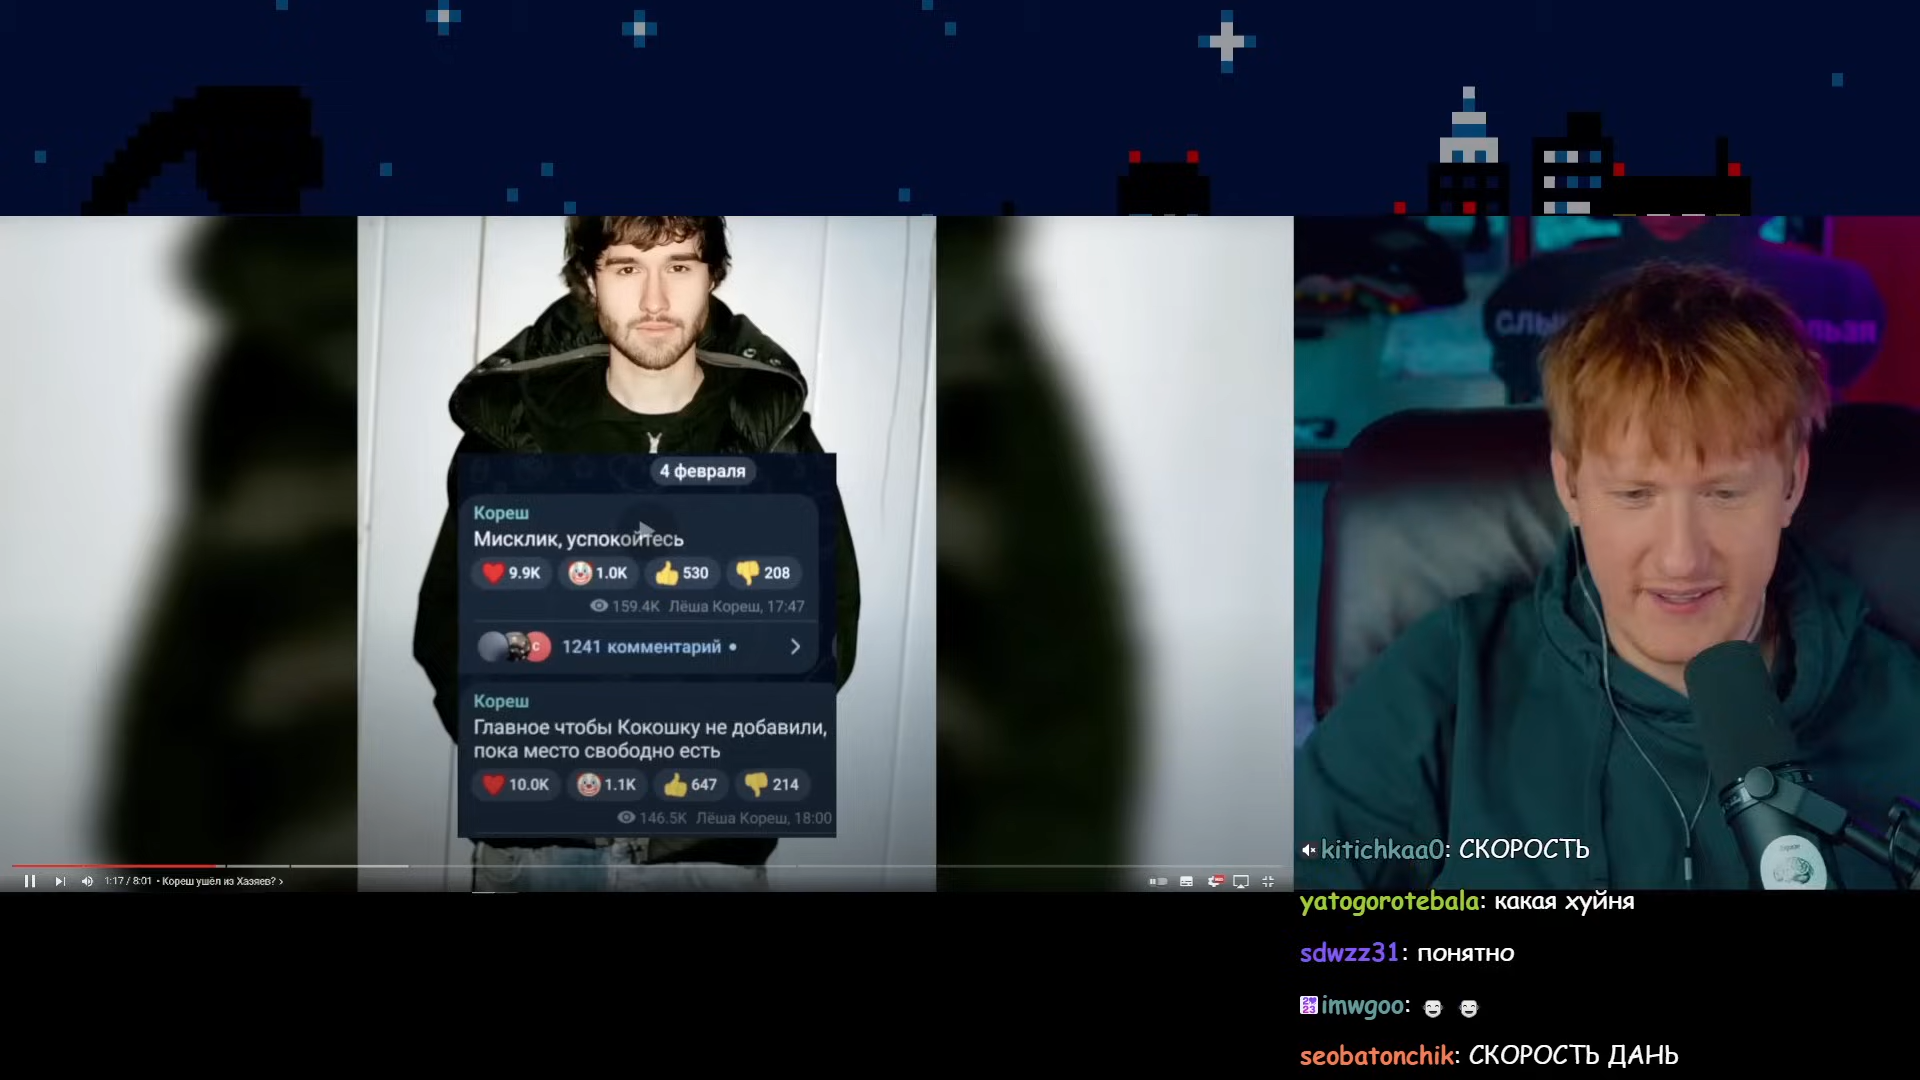 4 февраля
Кореш
Мисклик, успокойтесь
9.9K 1.0K 530 208
159.4K Лёша Кореш, 17:47
C 1241 комментарий •
Кореш
Главное чтобы Кокошку не добавили,
пока место свободно есть
10.0K 1.1K 647 214
146.5K Лёша Кореш, 18:00
1:17 / 8:01 • Кореш ушёл из Хазяев?
kitichkaa0: СКОРОСТЬ
yatogorotebala: какая хуйня
sdwzz31: понятно
imwgoo:
seobatonchik: СКОРОСТЬ ДАНЬ